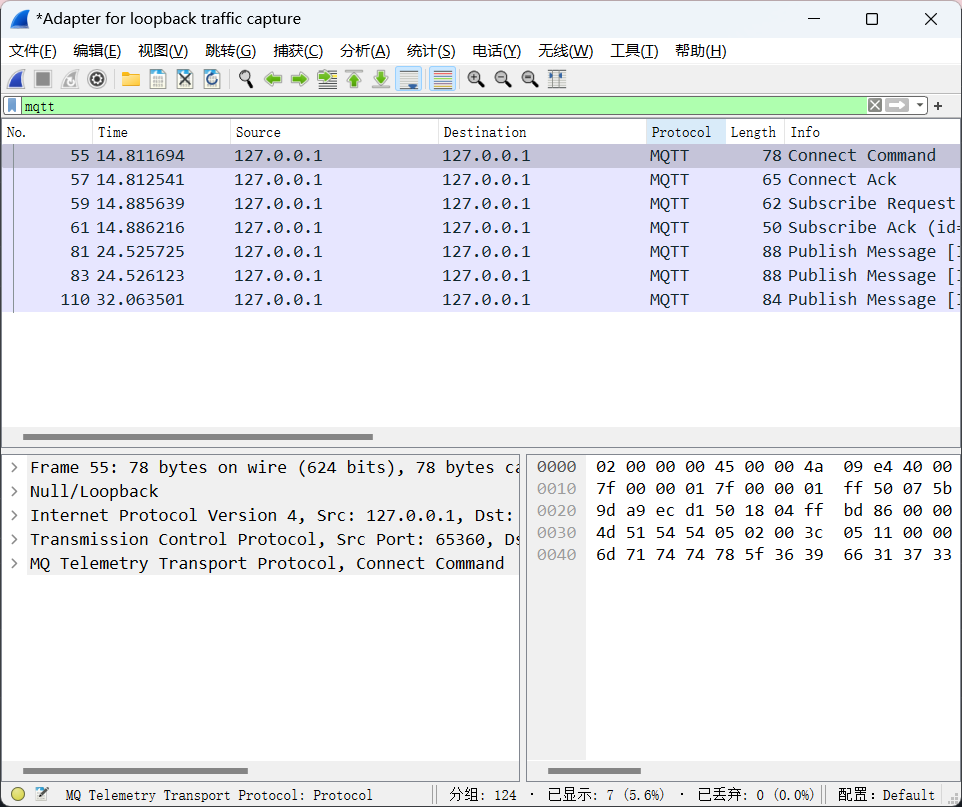 *Adapter for loopback traffic capture
文件(F) 编辑(E) 视图(V) 跳转(G) 捕获(C) 分析(A) 统计(S) 电话(Y) 无线(W) 工具(T) 帮助(H)
mqtt
No. Time Source Destination Protocol Length Info
55 14.811694 127.0.0.1 127.0.0.1 MQTT 78 Connect Command
57 14.812541 127.0.0.1 127.0.0.1 MQTT 65 Connect Ack
59 14.885639 127.0.0.1 127.0.0.1 MQTT 62 Subscribe Request
61 14.886216 127.0.0.1 127.0.0.1 MQTT 50 Subscribe Ack (id=
81 24.525725 127.0.0.1 127.0.0.1 MQTT 88 Publish Message [
83 24.526123 127.0.0.1 127.0.0.1 MQTT 88 Publish Message [
110 32.063501 127.0.0.1 127.0.0.1 MQTT 84 Publish Message [
Frame 55: 78 bytes on wire (624 bits), 78 bytes ca
Null/Loopback
Internet Protocol Version 4, Src: 127.0.0.1, Dst:
Transmission Control Protocol, Src Port: 65360, Ds
MQ Telemetry Transport Protocol, Connect Command
0000 02 00 00 00 45 00 00 4a 09 e4 40 00
0010 7f 00 00 01 7f 00 00 01 ff 50 07 5b
0020 9d a9 ec d1 50 18 04 ff bd 86 00 00
0030 4d 51 54 54 05 02 00 3c 05 11 00 00
0040 6d 71 74 74 78 5f 36 39 66 31 37 33
MQ Telemetry Transport Protocol: Protocol
分组: 124 · 已显示: 7 (5.6%) · 已丢弃: 0 (0.0%)
配置: Default